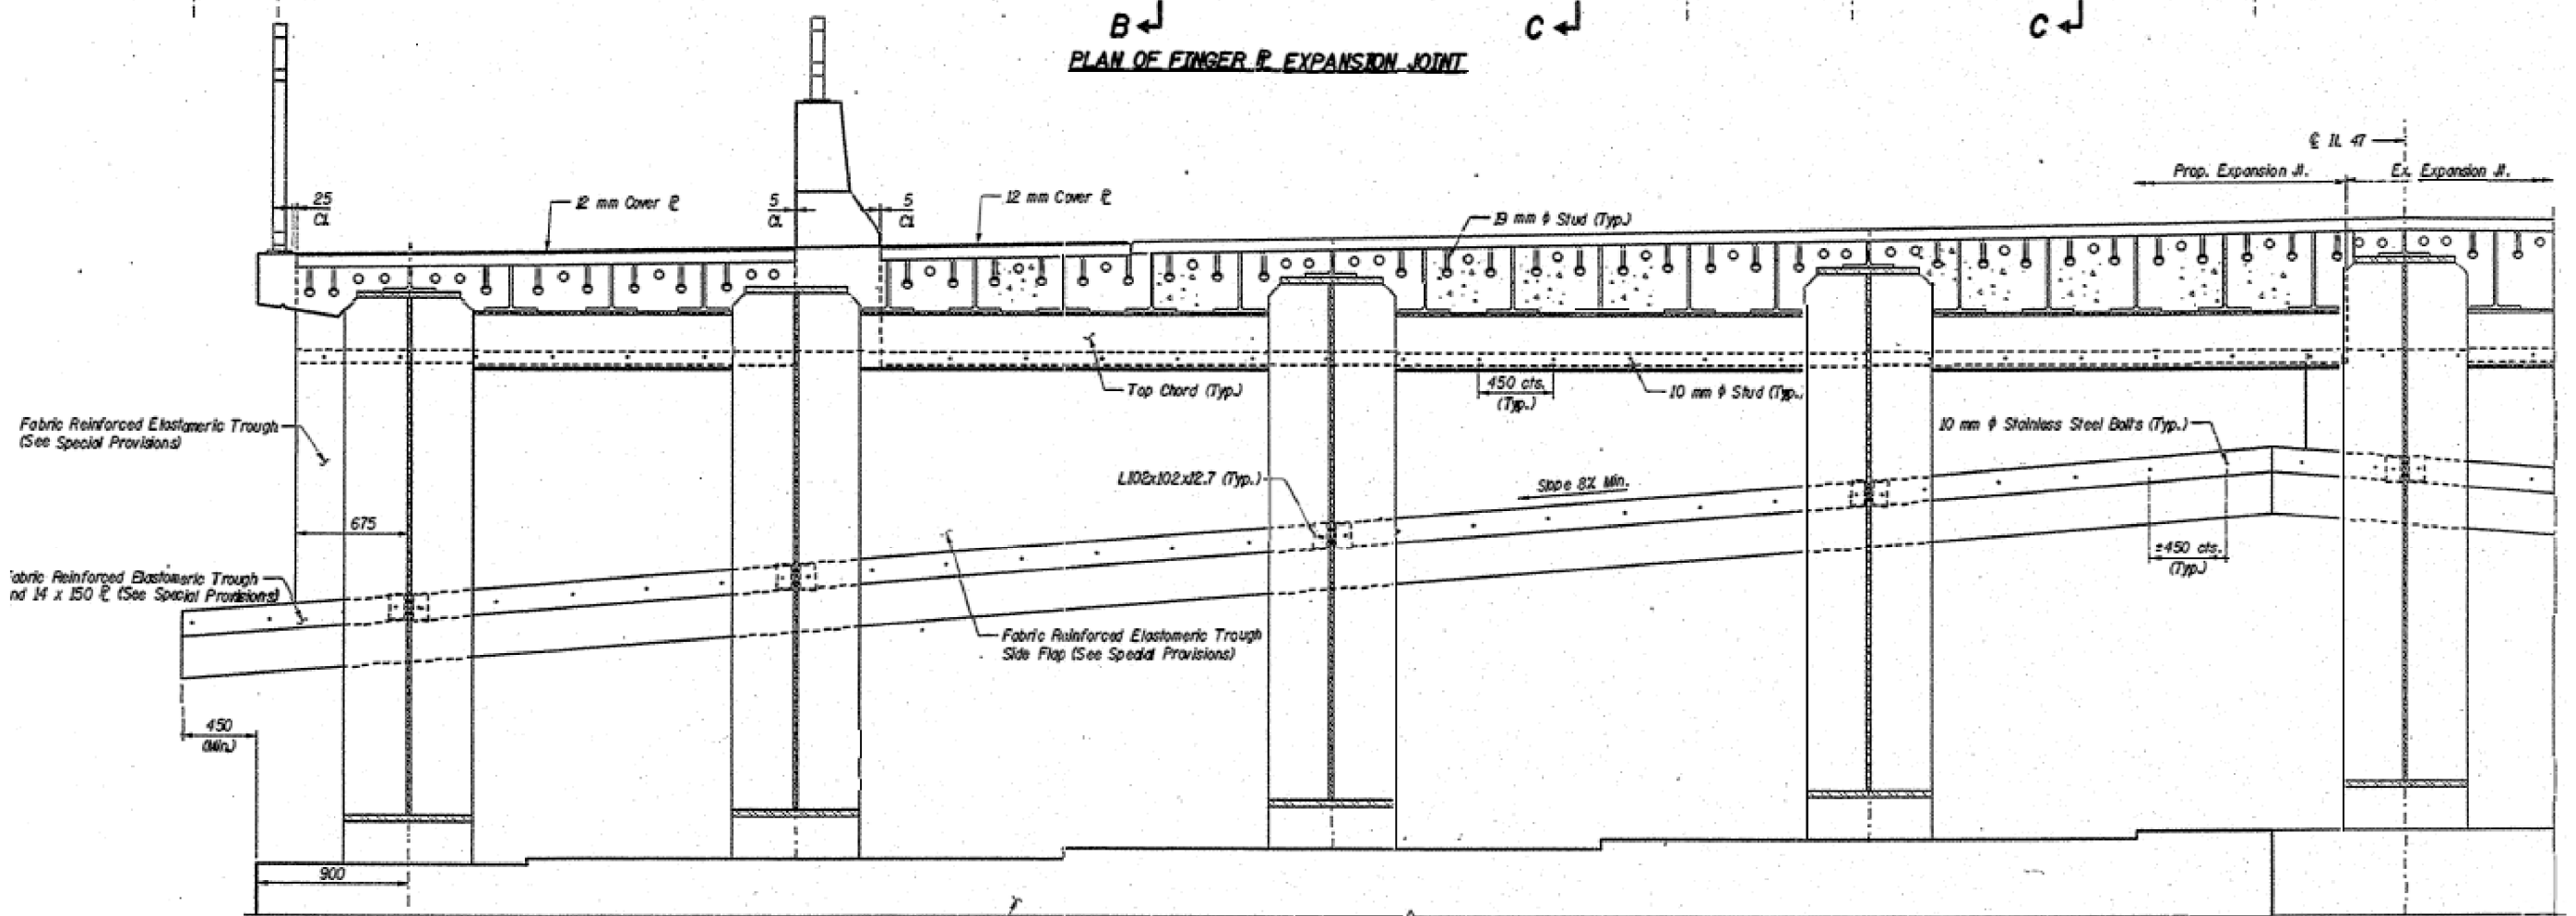 B
C
C
PLAN OF FINGER ℙL EXPANSION JOINT
℄ IL 47
Prop. Expansion Jt.
Ex. Expansion Jt.
25
Cl.
12 mm Cover ℙL
5
Cl.
5
Cl.
12 mm Cover ℙL
19 mm ϕ Stud (Typ.)
Top Chord (Typ.)
450 cts.
(Typ.)
10 mm ϕ Stud (Typ.)
Fabric Reinforced Elastomeric Trough
(See Special Provisions)
10 mm ϕ Stainless Steel Bolts (Typ.)
L102x102x12.7 (Typ.)
Slope 8% Min.
675
±450 cts.
(Typ.)
Fabric Reinforced Elastomeric Trough
nd 14 x 150 ℙL (See Special Provisions)
Fabric Reinforced Elastomeric Trough
Side Flap (See Special Provisions)
450
(Min.)
900